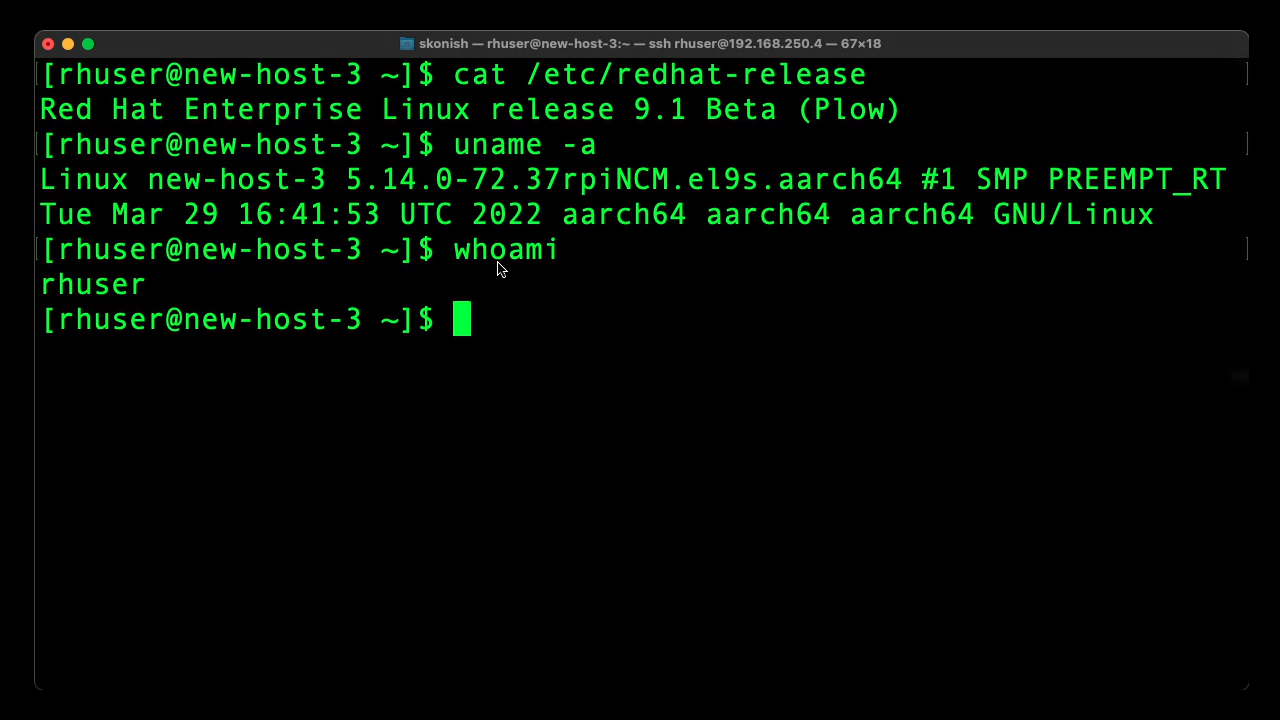 skonish — rhuser@new-host-3:~ — ssh rhuser@192.168.250.4 — 67×18
[rhuser@new-host-3 ~]$ cat /etc/redhat-release
Red Hat Enterprise Linux release 9.1 Beta (Plow)
[rhuser@new-host-3 ~]$ uname -a
Linux new-host-3 5.14.0-72.37rpiNCM.el9s.aarch64 #1 SMP PREEMPT_RT
Tue Mar 29 16:41:53 UTC 2022 aarch64 aarch64 aarch64 GNU/Linux
[rhuser@new-host-3 ~]$ whoami
rhuser
[rhuser@new-host-3 ~]$